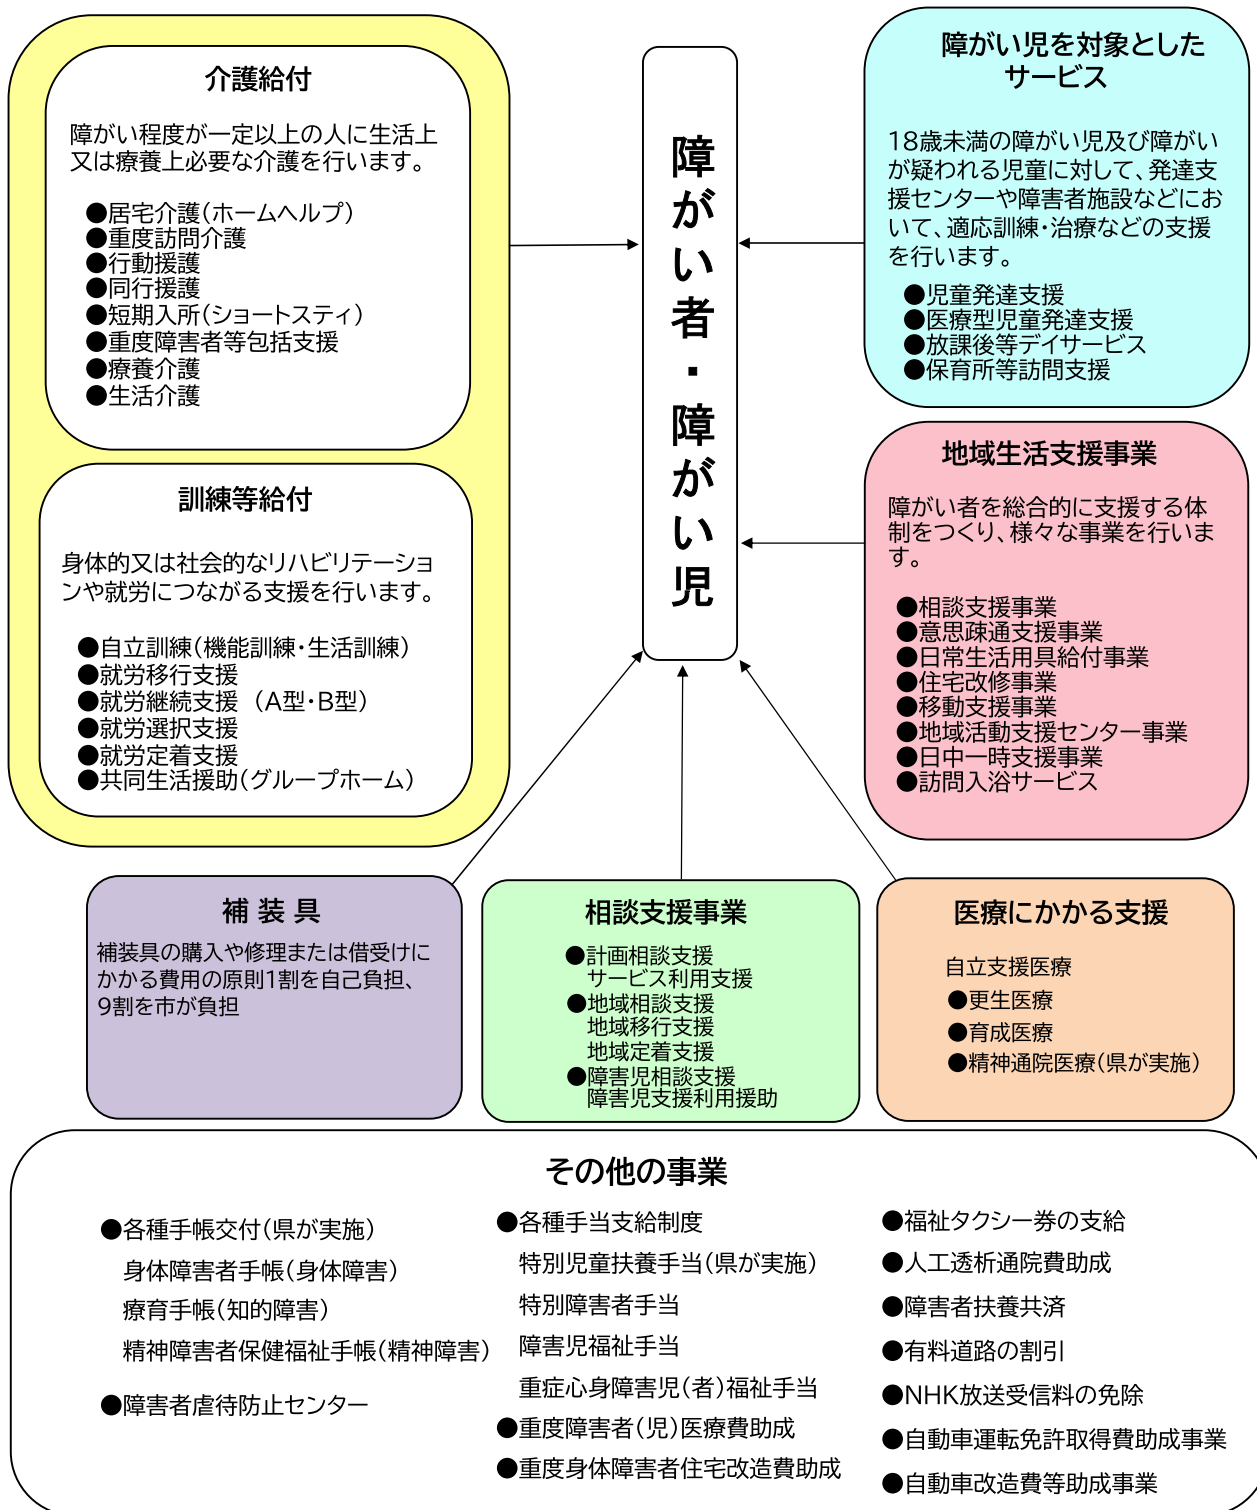 介護給付
障がい程度が一定以上の人に生活上
又は療養上必要な介護を行います。
●居宅介護（ホームヘルプ）
●重度訪問介護
●行動援護
●同行援護
●短期入所（ショートスティ）
●重度障害者等包括支援
●療養介護
●生活介護
訓練等給付
身体的又は社会的なリハビリテーショ
ンや就労につながる支援を行います。
●自立訓練（機能訓練・生活訓練）
●就労移行支援
●就労継続支援　（A型・B型）
●就労選択支援
●就労定着支援
●共同生活援助（グループホーム）
障がい者・障がい児
障がい児を対象とした
サービス
18歳未満の障がい児及び障がい
が疑われる児童に対して、発達支
援センターや障害者施設などにお
いて、適応訓練・治療などの支援
を行います。
●児童発達支援
●医療型児童発達支援
●放課後等デイサービス
●保育所等訪問支援
地域生活支援事業
障がい者を総合的に支援する体
制をつくり、様々な事業を行いま
す。
●相談支援事業
●意思疎通支援事業
●日常生活用具給付事業
●住宅改修事業
●移動支援事業
●地域活動支援センター事業
●日中一時支援事業
●訪問入浴サービス
補 装 具
補装具の購入や修理または借受けに
かかる費用の原則1割を自己負担、
9割を市が負担
相談支援事業
●計画相談支援
サービス利用支援
●地域相談支援
地域移行支援
地域定着支援
●障害児相談支援
障害児支援利用援助
医療にかかる支援
自立支援医療
●更生医療
●育成医療
●精神通院医療（県が実施）
その他の事業
●各種手帳交付（県が実施）
身体障害者手帳（身体障害）
療育手帳（知的障害）
精神障害者保健福祉手帳（精神障害）
●障害者虐待防止センター
●各種手当支給制度
特別児童扶養手当（県が実施）
特別障害者手当
障害児福祉手当
重症心身障害児（者）福祉手当
●重度障害者（児）医療費助成
●重度身体障害者住宅改造費助成
●福祉タクシー券の支給
●人工透析通院費助成
●障害者扶養共済
●有料道路の割引
●NHK放送受信料の免除
●自動車運転免許取得費助成事業
●自動車改造費等助成事業